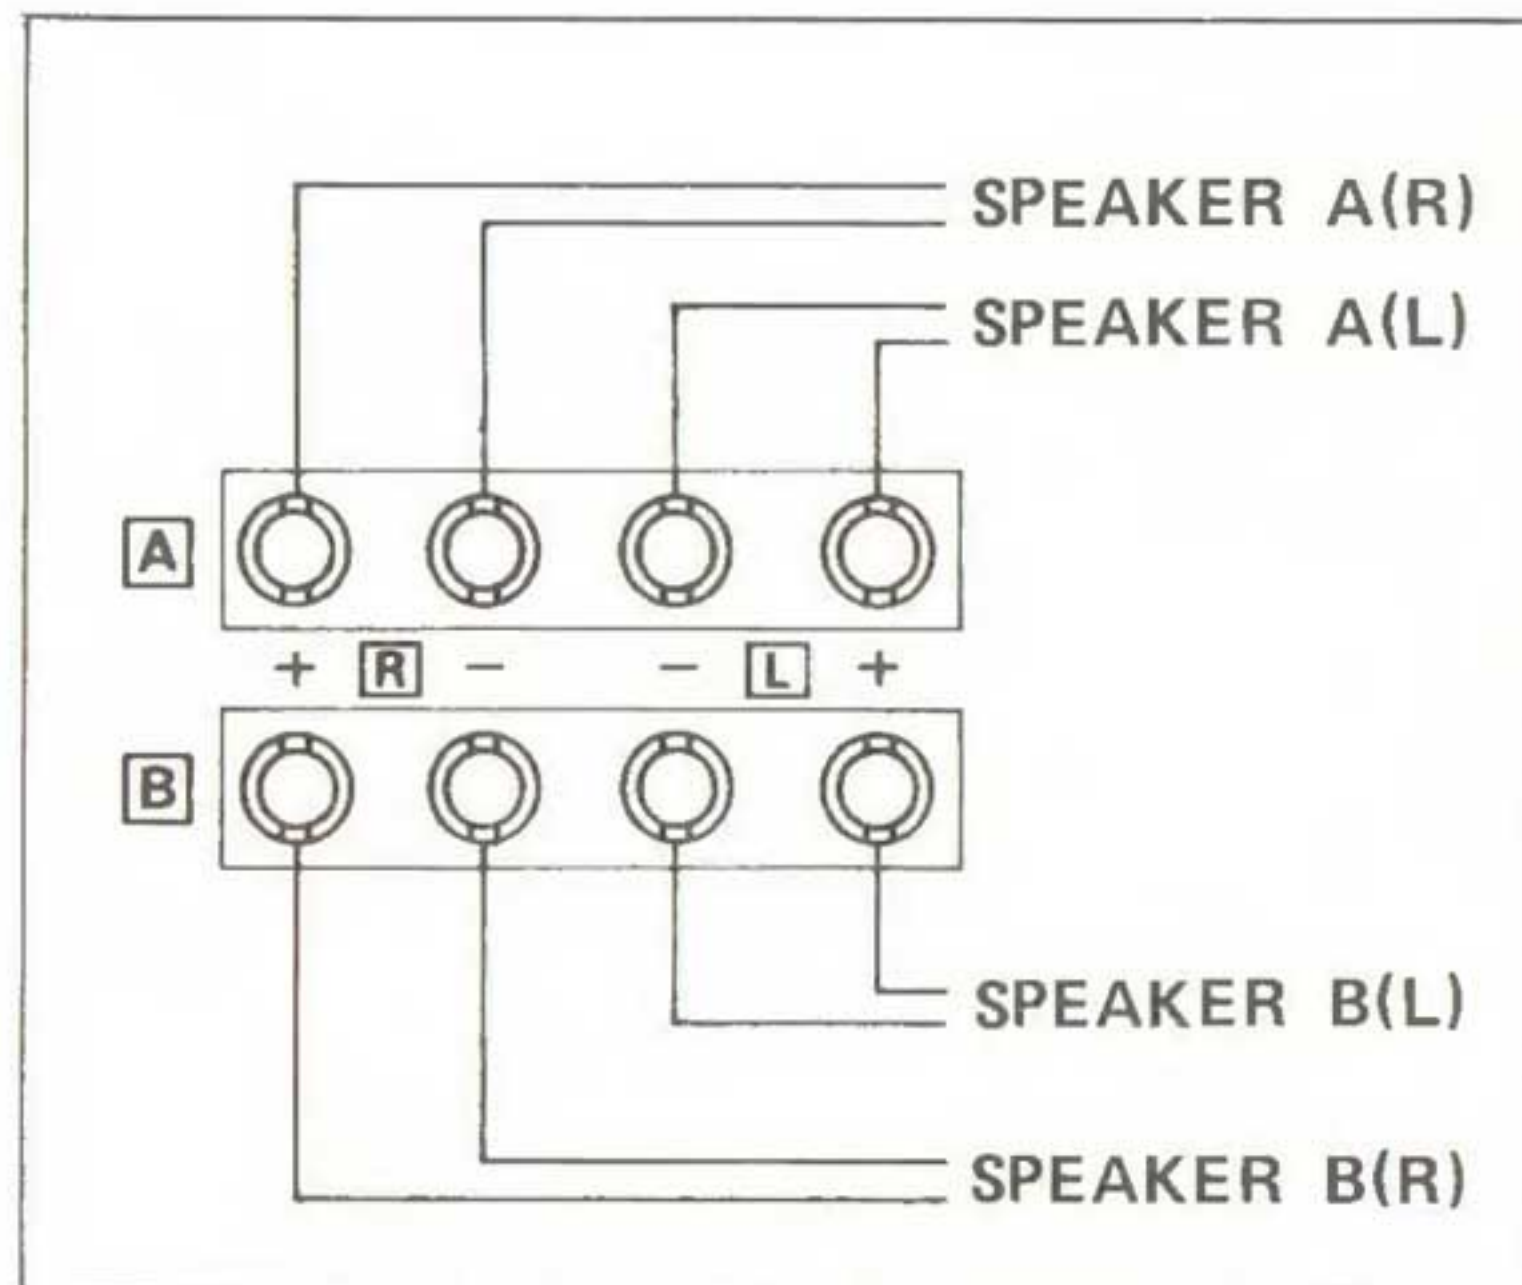 SPEAKER A(R)
SPEAKER A(L)
A
+ R − − L +
B
SPEAKER B(L)
SPEAKER B(R)